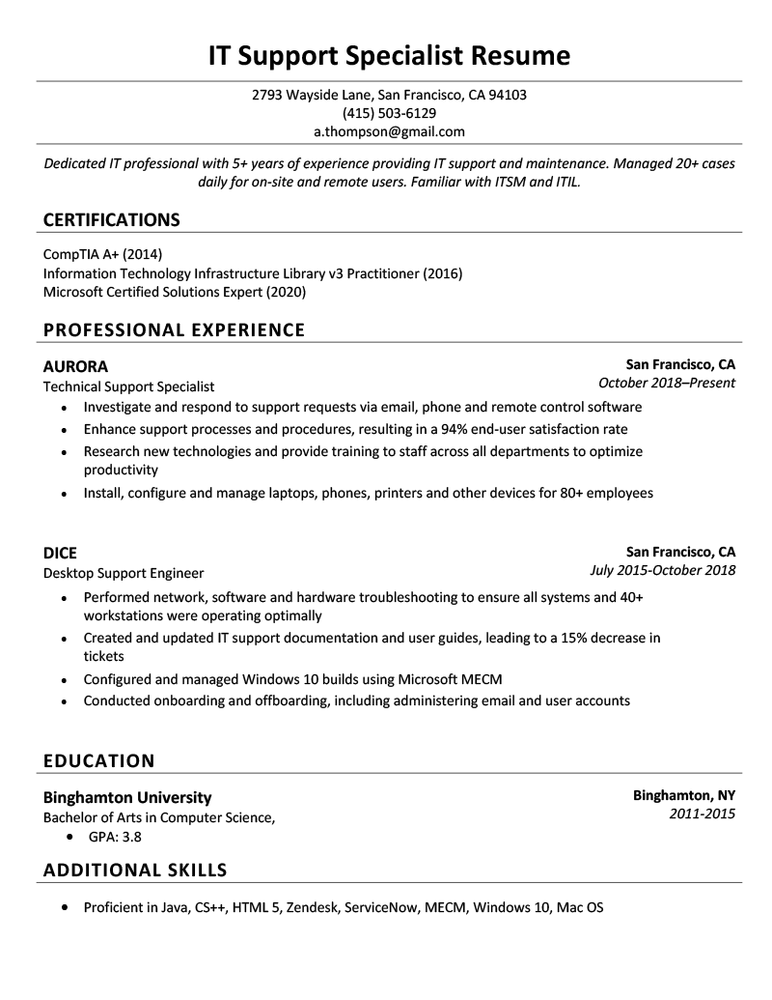 IT Support Specialist Resume
2793 Wayside Lane, San Francisco, CA 94103
(415) 503-6129
a.thompson@gmail.com
Dedicated IT professional with 5+ years of experience providing IT support and maintenance. Managed 20+ cases
daily for on-site and remote users. Familiar with ITSM and ITIL.
CERTIFICATIONS
CompTIA A+ (2014)
Information Technology Infrastructure Library v3 Practitioner (2016)
Microsoft Certified Solutions Expert (2020)
PROFESSIONAL EXPERIENCE
AURORA San Francisco, CA
Technical Support Specialist October 2018–Present
• Investigate and respond to support requests via email, phone and remote control software
• Enhance support processes and procedures, resulting in a 94% end-user satisfaction rate
• Research new technologies and provide training to staff across all departments to optimize
productivity
• Install, configure and manage laptops, phones, printers and other devices for 80+ employees
DICE San Francisco, CA
Desktop Support Engineer July 2015-October 2018
• Performed network, software and hardware troubleshooting to ensure all systems and 40+
workstations were operating optimally
• Created and updated IT support documentation and user guides, leading to a 15% decrease in
tickets
• Configured and managed Windows 10 builds using Microsoft MECM
• Conducted onboarding and offboarding, including administering email and user accounts
EDUCATION
Binghamton University Binghamton, NY
Bachelor of Arts in Computer Science, 2011-2015
• GPA: 3.8
ADDITIONAL SKILLS
• Proficient in Java, CS++, HTML 5, Zendesk, ServiceNow, MECM, Windows 10, Mac OS